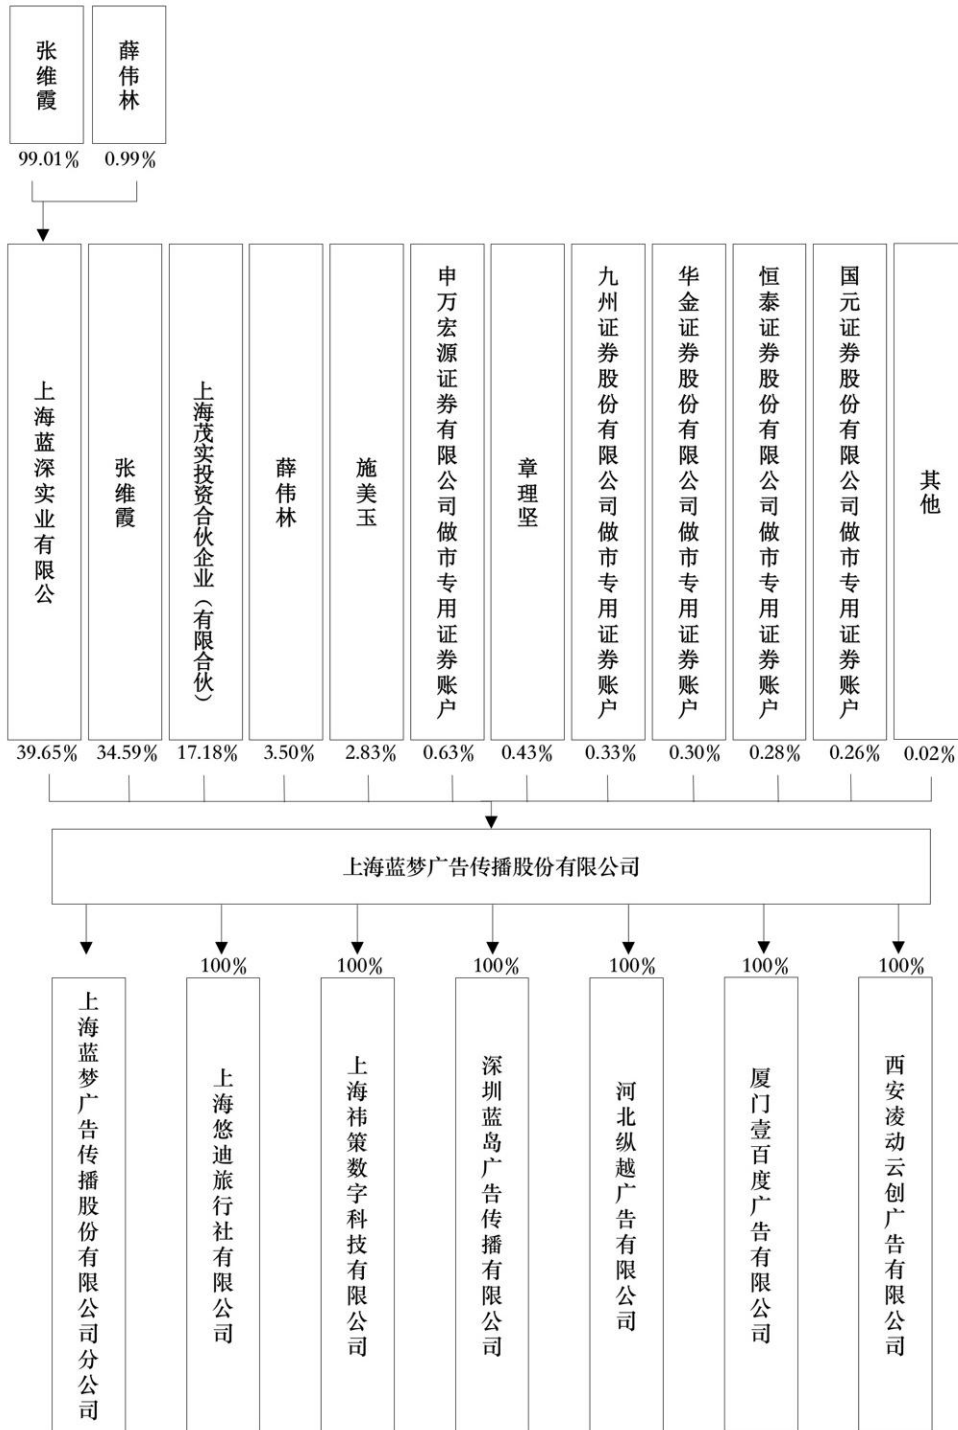 张维霞
薛伟林
99.01%
0.99%
上海蓝深实业有限公
张维霞
上海茂实投资合伙企业（有限合伙）
薛伟林
施美玉
申万宏源证券有限公司做市专用证券账户
章理坚
九州证券股份有限公司做市专用证券账户
华金证券股份有限公司做市专用证券账户
恒泰证券股份有限公司做市专用证券账户
国元证券股份有限公司做市专用证券账户
其他
39.65%
34.59%
17.18%
3.50%
2.83%
0.63%
0.43%
0.33%
0.30%
0.28%
0.26%
0.02%
上海蓝梦广告传播股份有限公司
100%
100%
100%
100%
100%
100%
上海蓝梦广告传播股份有限公司分公司
上海悠迪旅行社有限公司
上海祎策数字科技有限公司
深圳蓝岛广告传播有限公司
河北纵越广告有限公司
厦门壹百度广告有限公司
西安凌动云创广告有限公司